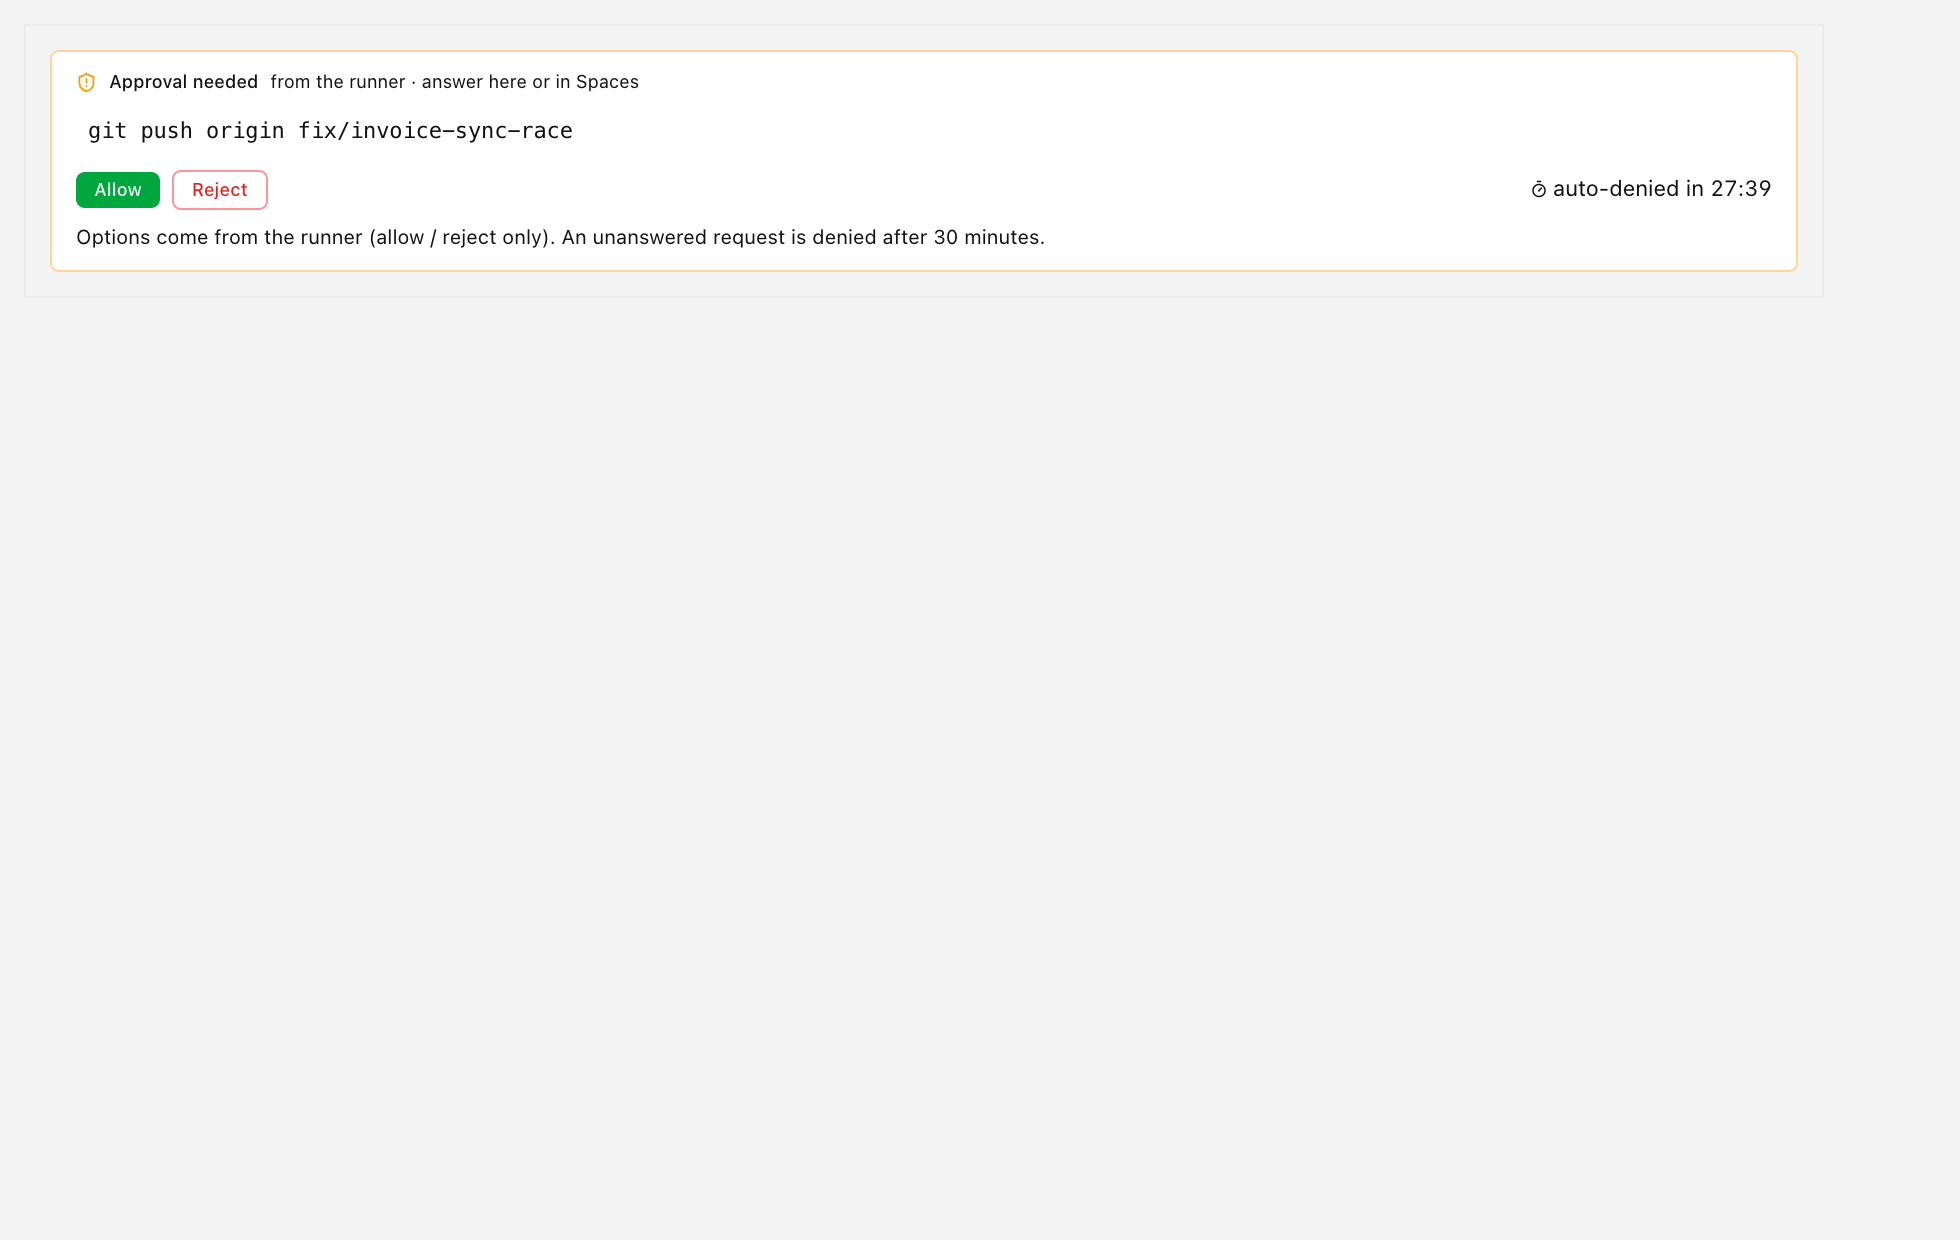 Approval needed from the runner · answer here or in Spaces
git push origin fix/invoice-sync-race
Allow Reject auto-denied in 27:39
Options come from the runner (allow / reject only). An unanswered request is denied after 30 minutes.